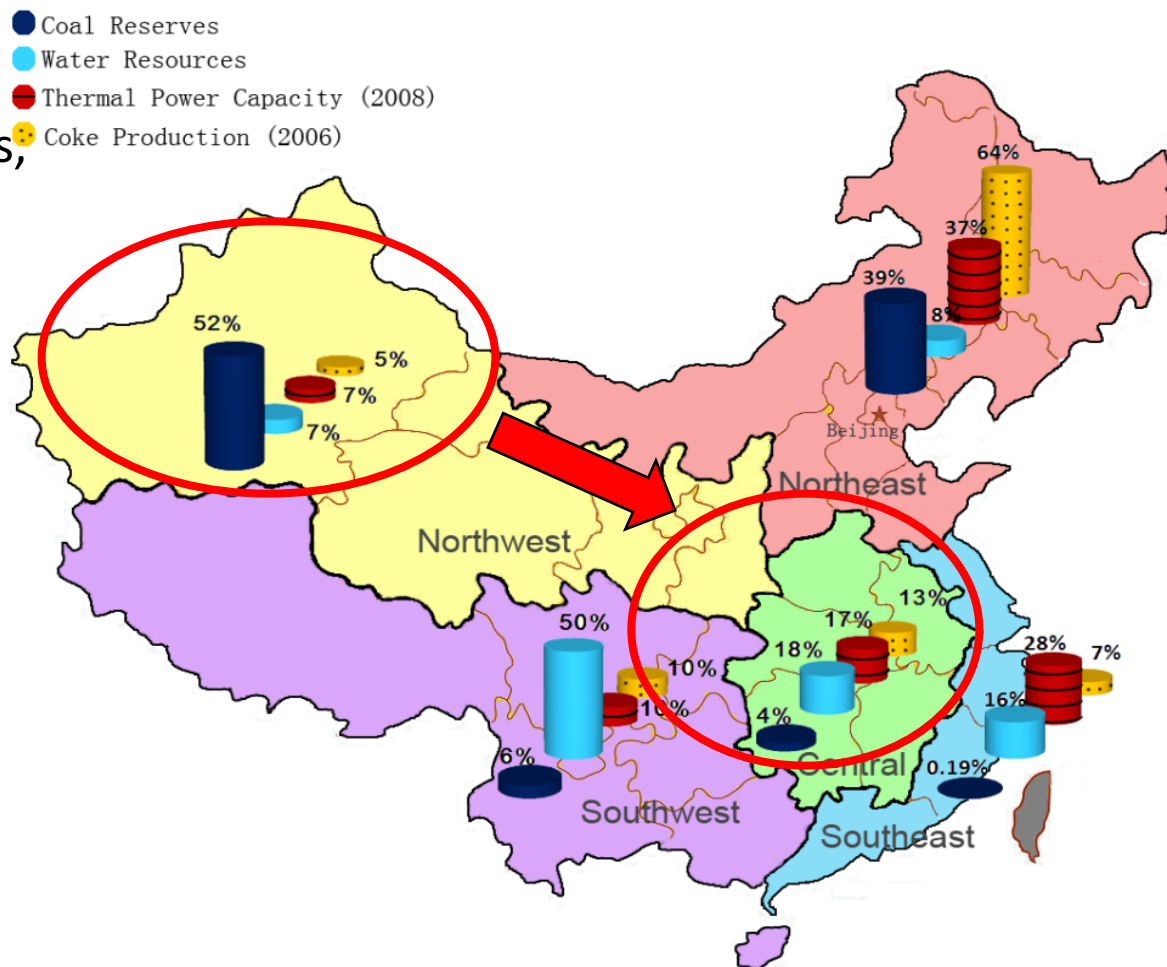 Coal Reserves
Water Resources
Thermal Power Capacity (2008)
s,
Coke Production (2006)
64%
37%
39%
8%
52%
5%
7%
7%
Beijing
Northeast
Northwest
13%
17%
50%
18%
28%
7%
10%
10%
16%
4%
6%
0.19%
Central
Southwest
Southeast